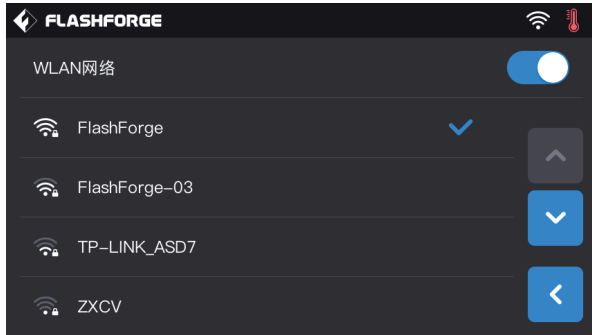 FLASHFORGE
WLAN网络
FlashForge
FlashForge-03
TP-LINK_ASD7
ZXCV